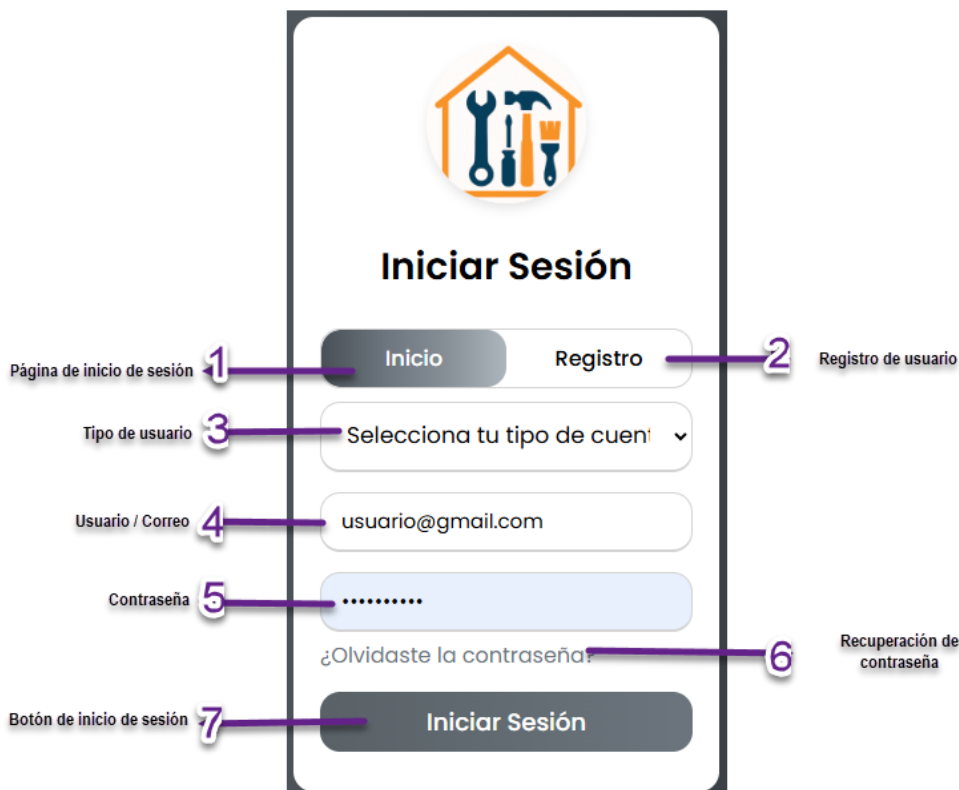 Iniciar Sesión
Inicio
Registro
Página de inicio de sesión 1
2 Registro de usuario
Tipo de usuario 3
Selecciona tu tipo de cuen
Usuario / Correo 4
usuario@gmail.com
Contraseña 5
••••••••••
¿Olvidaste la contraseña?
6 Recuperación de
contraseña
Botón de inicio de sesión 7
Iniciar Sesión